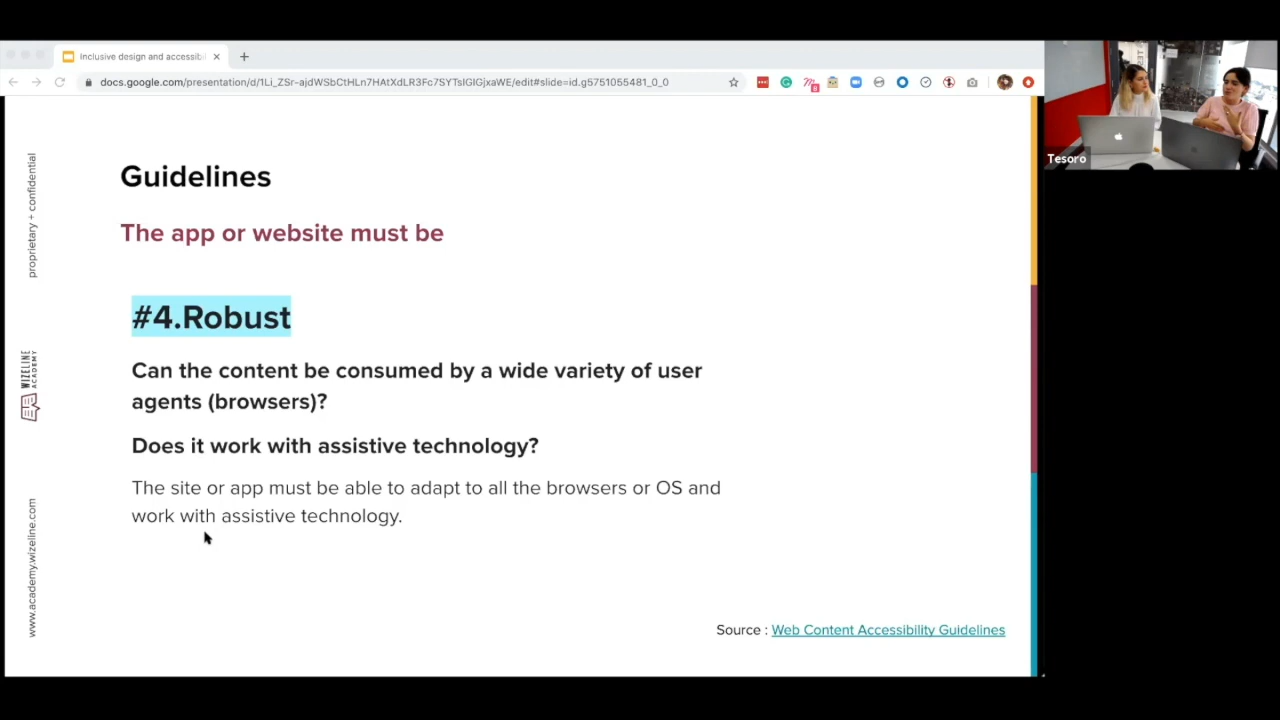 Inclusive design and accessibi
docs.google.com/presentation/d/1Li_ZSr-ajdWSbCtHLn7HAtXdLR3Fc7SYTsIGIGjxaWE/edit#slide=id.g5751055481_0_0
Tesoro
proprietary + confidential
WIZELINE
ACADEMY
www.academy.wizeline.com
Guidelines
The app or website must be
#4.Robust
Can the content be consumed by a wide variety of user
agents (browsers)?
Does it work with assistive technology?
The site or app must be able to adapt to all the browsers or OS and
work with assistive technology.
Source : Web Content Accessibility Guidelines